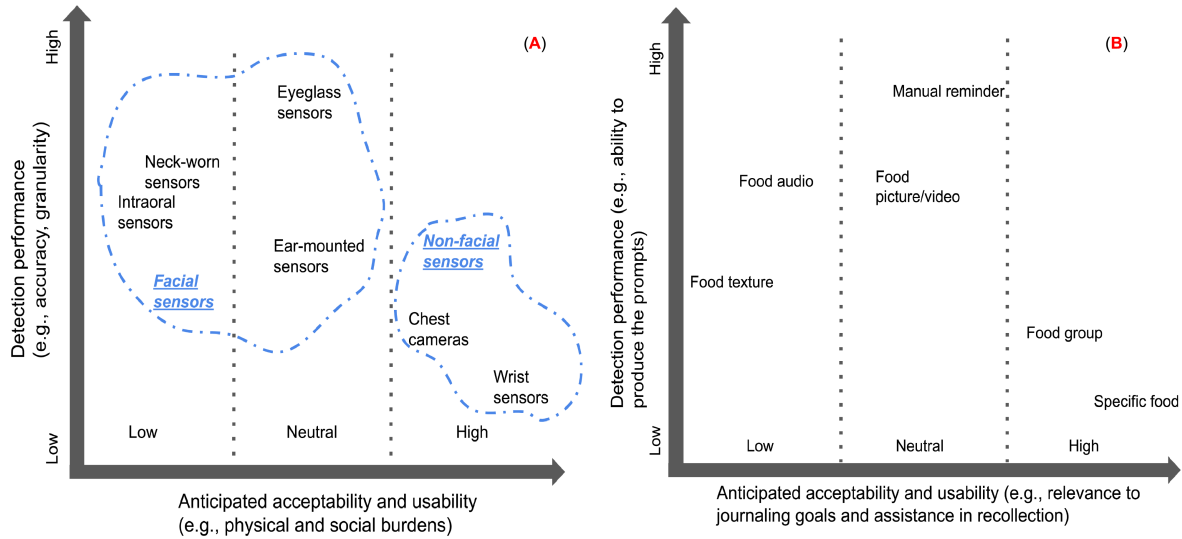 (A)
High
Detection performance
(e.g., accuracy, granularity)
Low
Eyeglass
sensors
Neck-worn
sensors
Intraoral
sensors
Ear-mounted
sensors
Facial
sensors
Non-facial
sensors
Chest
cameras
Wrist
sensors
Low
Neutral
High
Anticipated acceptability and usability
(e.g., physical and social burdens)
(B)
High
Detection performance (e.g., ability to
produce the prompts)
Low
Manual reminder
Food audio
Food
picture/video
Food texture
Food group
Specific food
Low
Neutral
High
Anticipated acceptability and usability (e.g., relevance to
journaling goals and assistance in recollection)